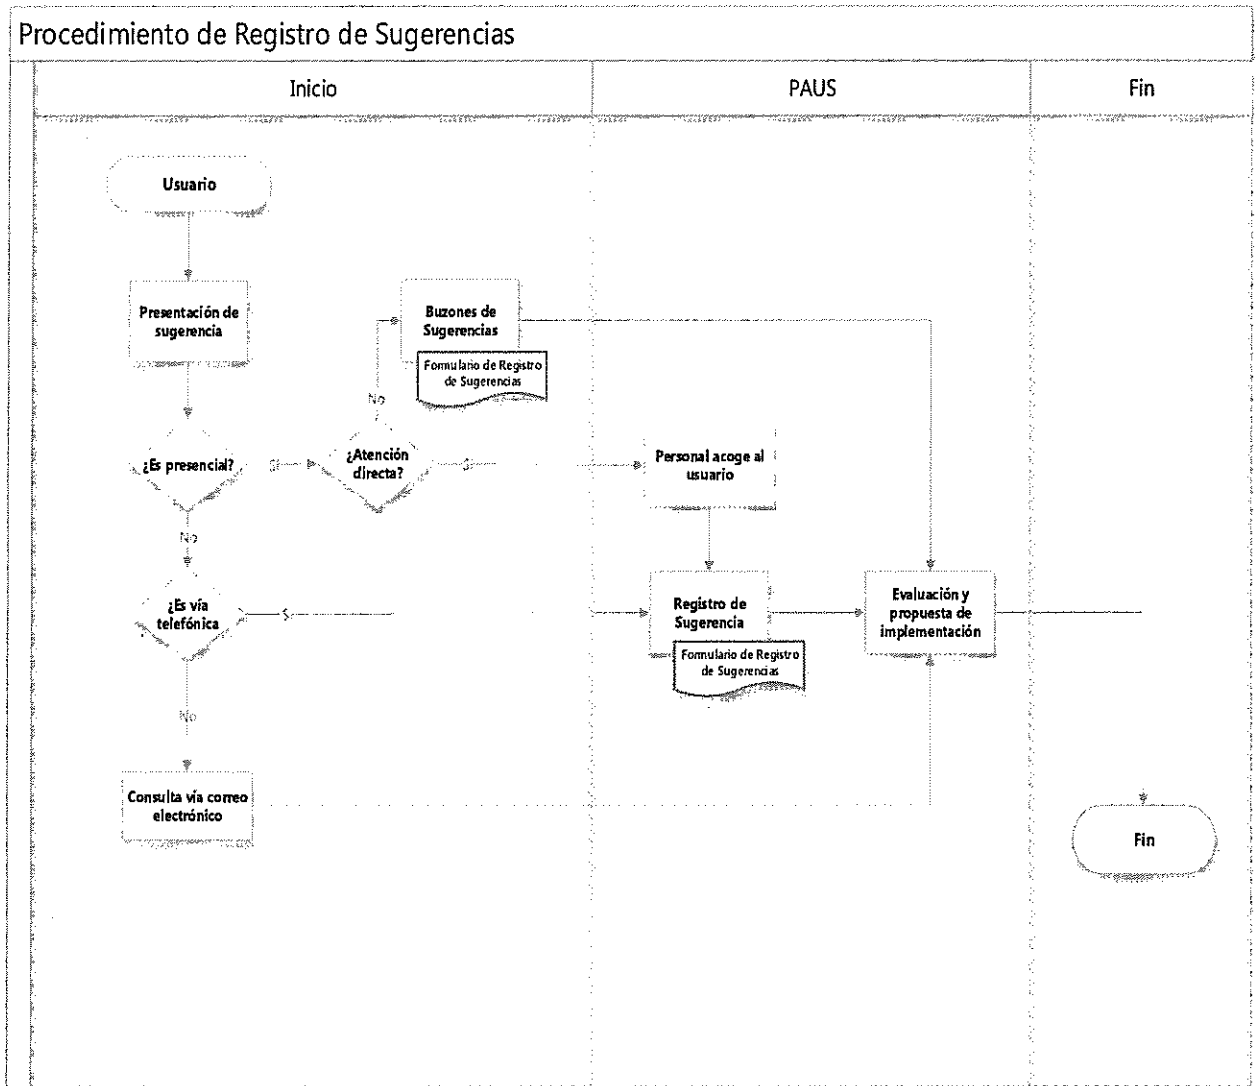 Procedimiento de Registro de Sugerencias
Inicio
PAUS
Fin
Usuario
Presentación de
sugerencia
Buzones de
Sugerencias
Formulario de Registro
de Sugerencias
No
¿Es presencial?
Si
¿Atención
directa?
Si
Personal acoge al
usuario
No
¿Es vía
telefónica
Registro de
Sugerencia
Formulario de Registro
de Sugerencias
Evaluación y
propuesta de
implementación
No
Consulta vía correo
electrónico
Fin